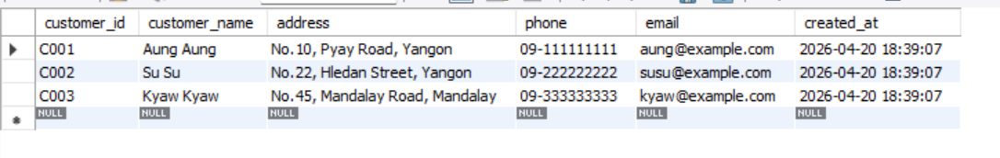 customer_id customer_name address phone email created_at
C001 Aung Aung No.10, Pyay Road, Yangon 09-111111111 aung@example.com 2026-04-20 18:39:07
C002 Su Su No.22, Hledan Street, Yangon 09-222222222 susu@example.com 2026-04-20 18:39:07
C003 Kyaw Kyaw No.45, Mandalay Road, Mandalay 09-333333333 kyaw@example.com 2026-04-20 18:39:07
NULL NULL NULL NULL NULL NULL